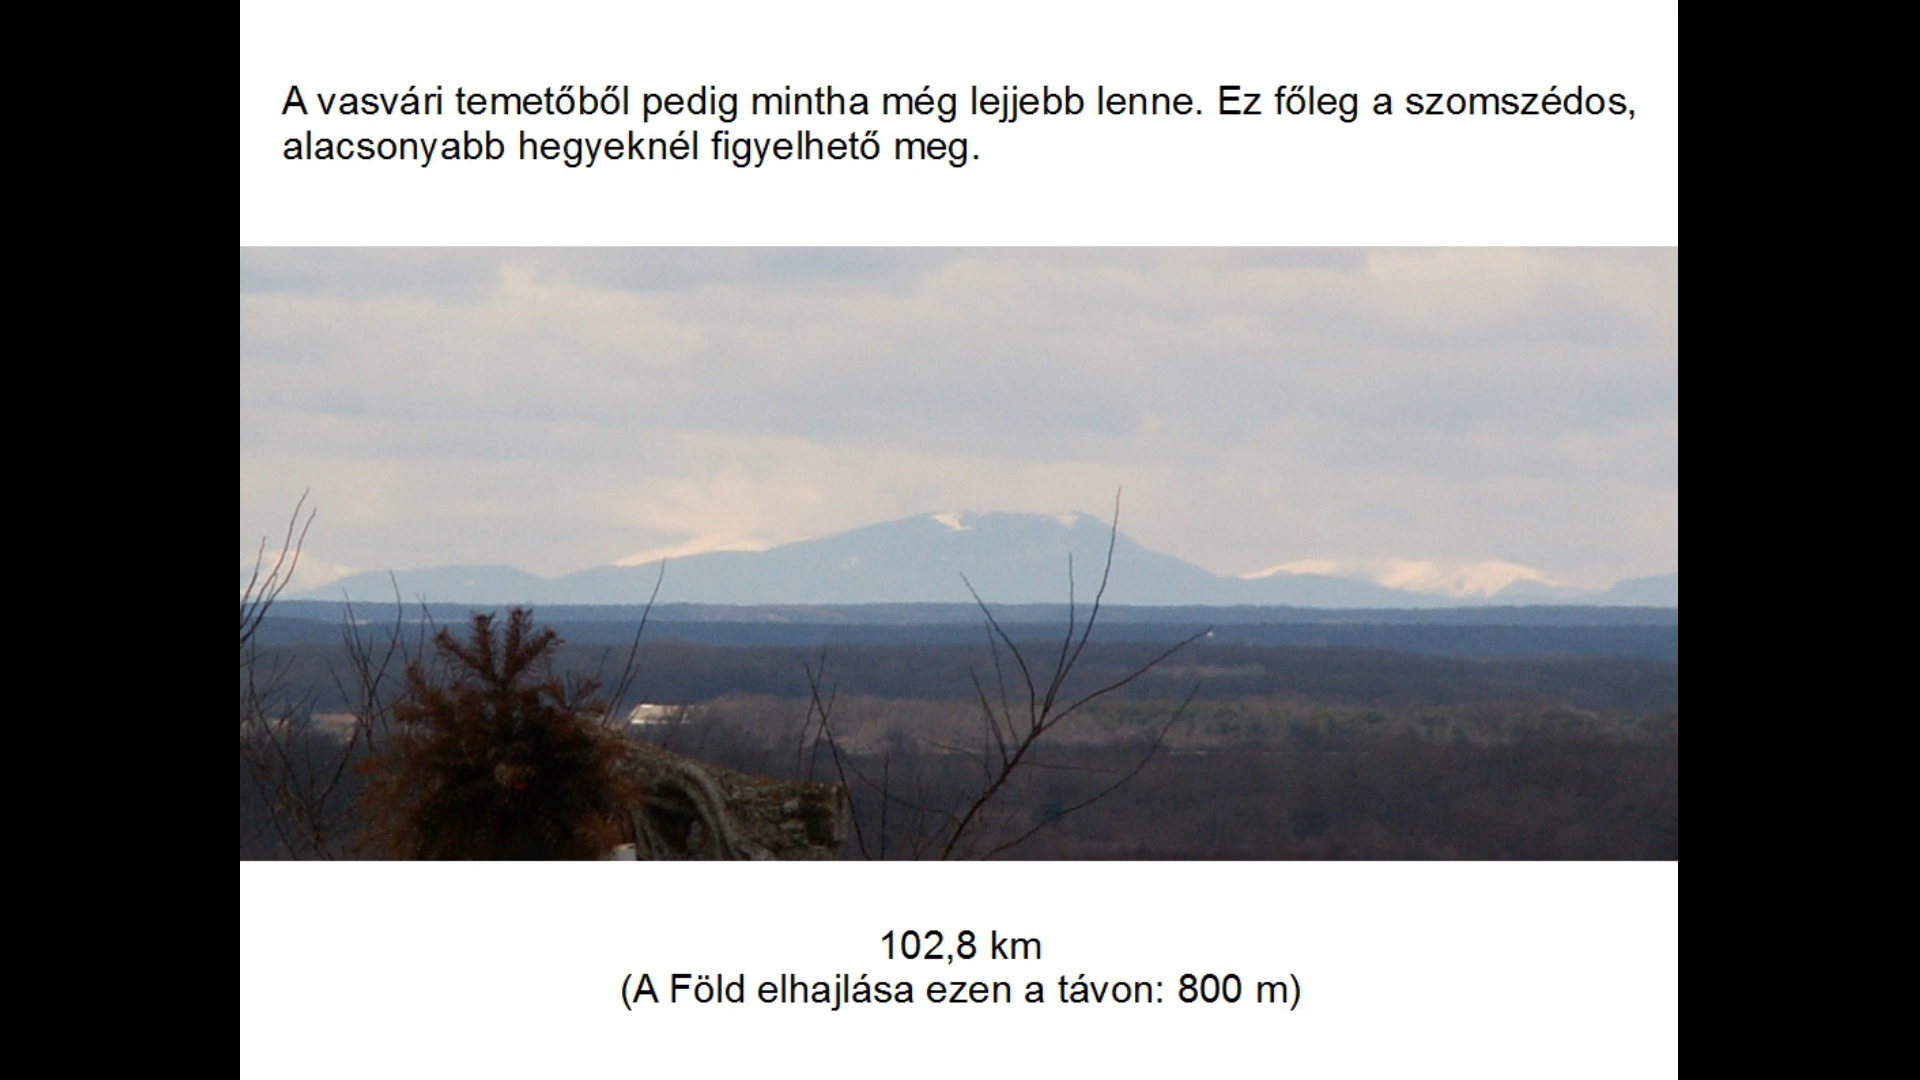 A vasvári temetőből pedig mintha még lejjebb lenne. Ez főleg a szomszédos,
alacsonyabb hegyeknél figyelhető meg.
102,8 km
(A Föld elhajlása ezen a távon: 800 m)